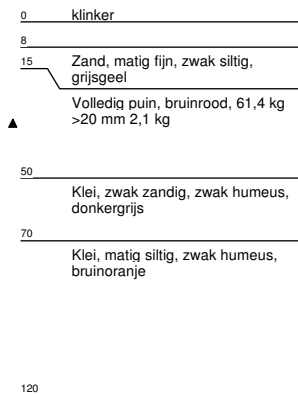 0 klinker
8
15 Zand, matig fijn, zwak siltig,
grijsgeel
Volledig puin, bruinrood, 61,4 kg
>20 mm 2,1 kg
50
Klei, zwak zandig, zwak humeus,
donkergrijs
70
Klei, matig siltig, zwak humeus,
bruinoranje
120